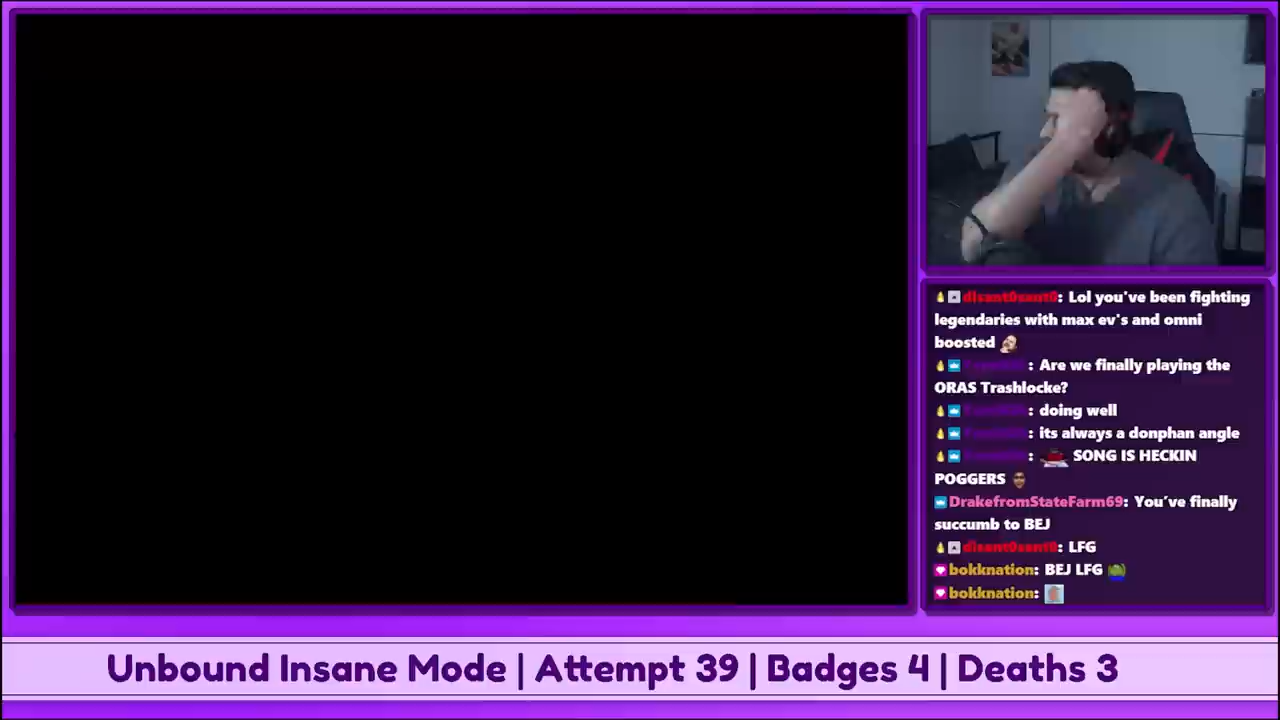 disant0sant0: Lol you've been fighting
legendaries with max ev's and omni
boosted
: Are we finally playing the
ORAS Trashlocke?
: doing well
: its always a donphan angle
: SONG IS HECKIN
POGGERS
DrakefromStateFarm69: You've finally
succumb to BEJ
disant0sant0: LFG
bokknation: BEJ LFG
bokknation:
Unbound Insane Mode | Attempt 39 | Badges 4 | Deaths 3